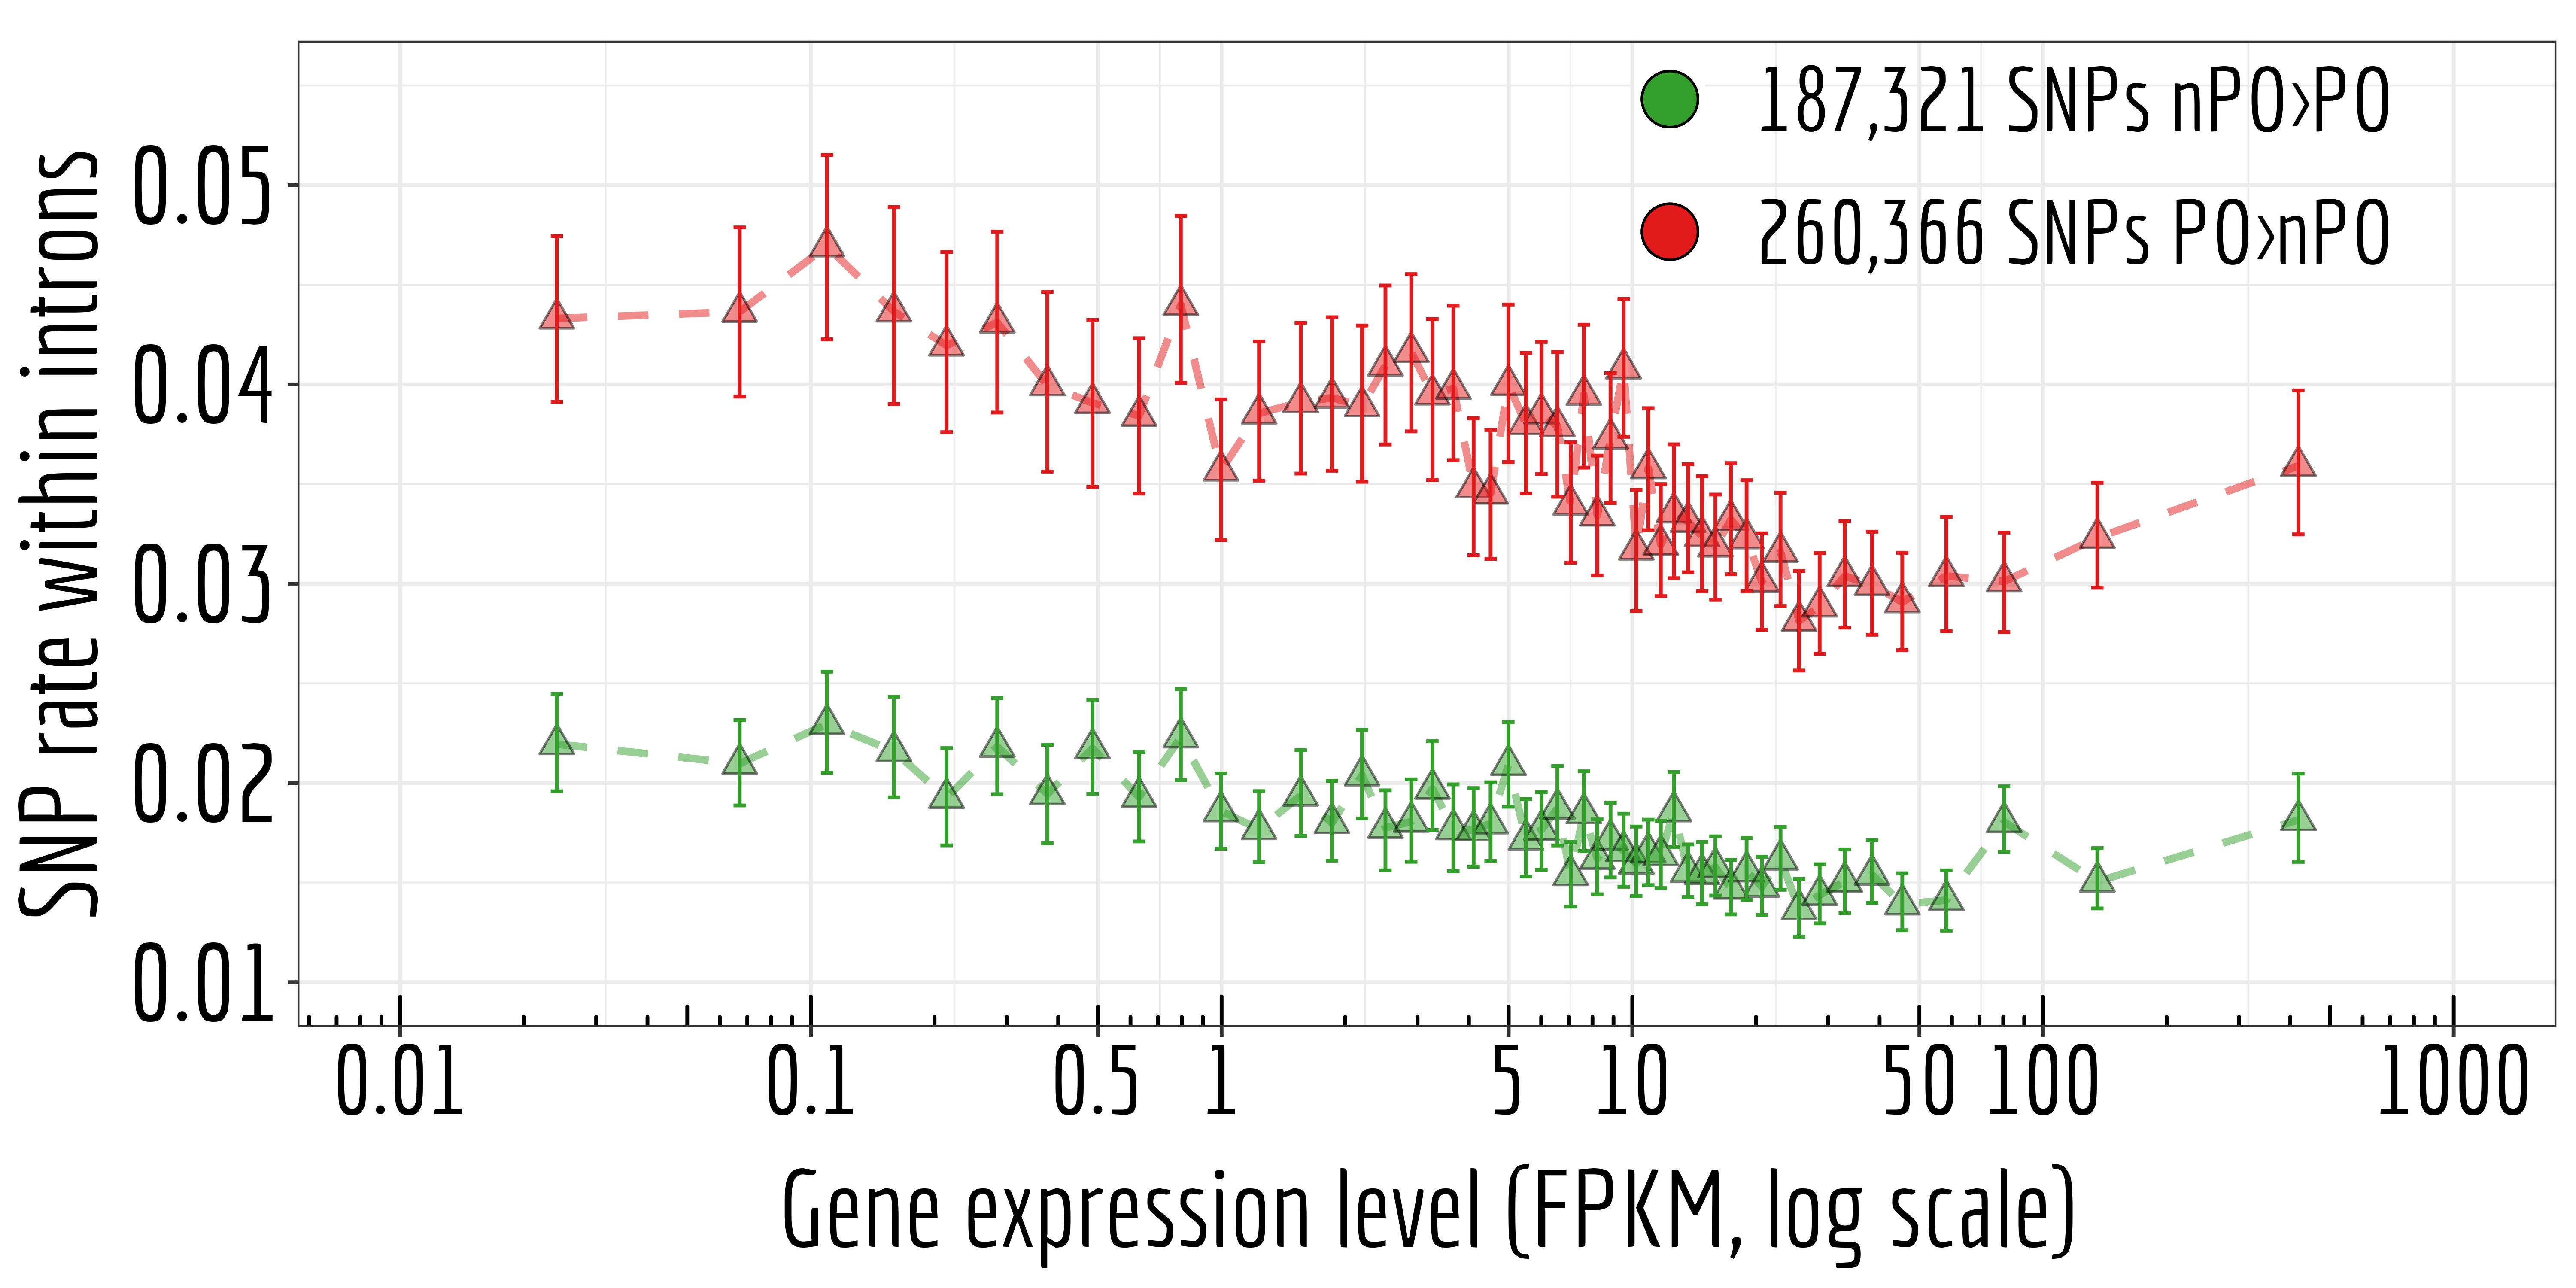 187,321 SNPs nPO>PO
260,366 SNPs PO>nPO
SNP rate within introns
0.05
0.04
0.03
0.02
0.01
0.01 0.1 0.5 1 5 10 50 100 1000
Gene expression level (FPKM, log scale)